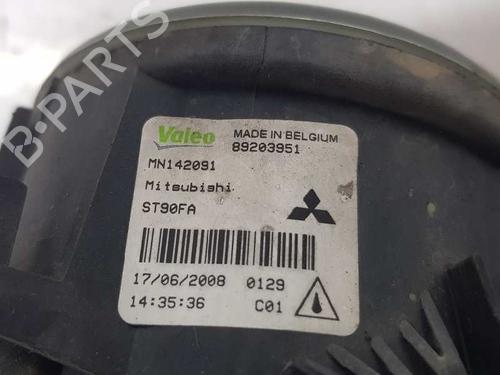 B-PARTS
Valeo MADE IN BELGIUM
89203951
MN142091
Mitsubishi
ST90FA
17/06/2008 0129
14:35:36 C01